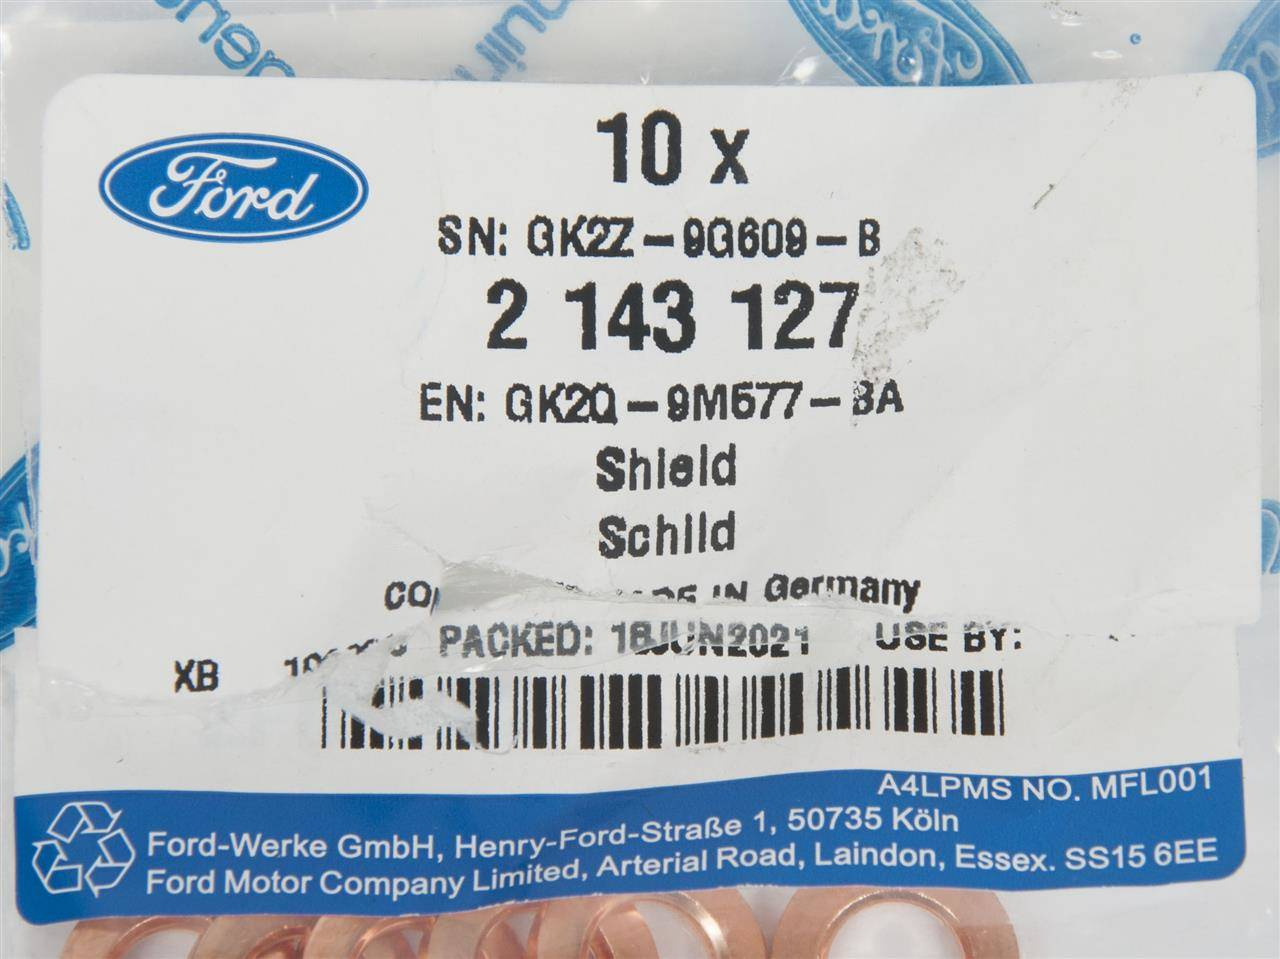 Ford
10 x
SN: GK2Z-9G609-B
2 143 127
EN: GK2Q-9M577-BA
Shield
Schild
MADE IN Germany
PACKED: USE BY:
XB
A4LPMS NO. MFL001
Ford-Werke GmbH, Henry-Ford-Straße 1, 50735 Köln
Ford Motor Company Limited, Arterial Road, Laindon, Essex. SS15 6EE